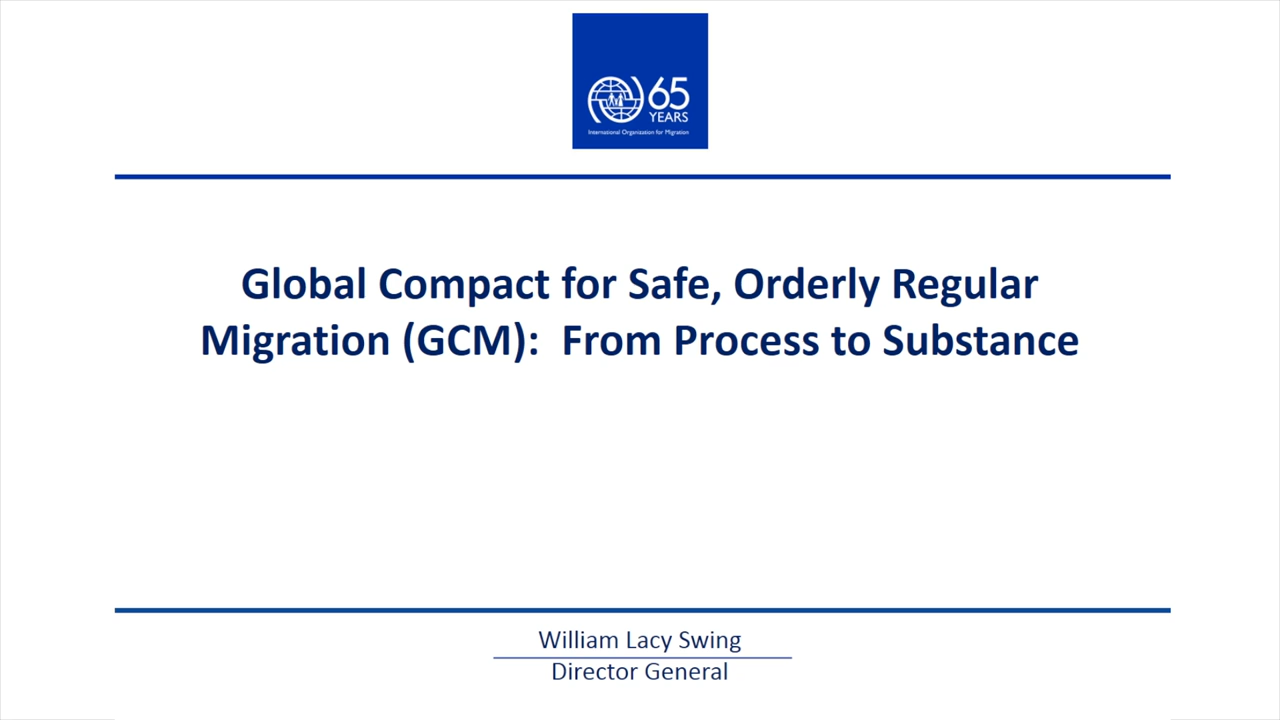 65
YEARS
International Organization for Migration
Global Compact for Safe, Orderly Regular
Migration (GCM):  From Process to Substance
William Lacy Swing
Director General